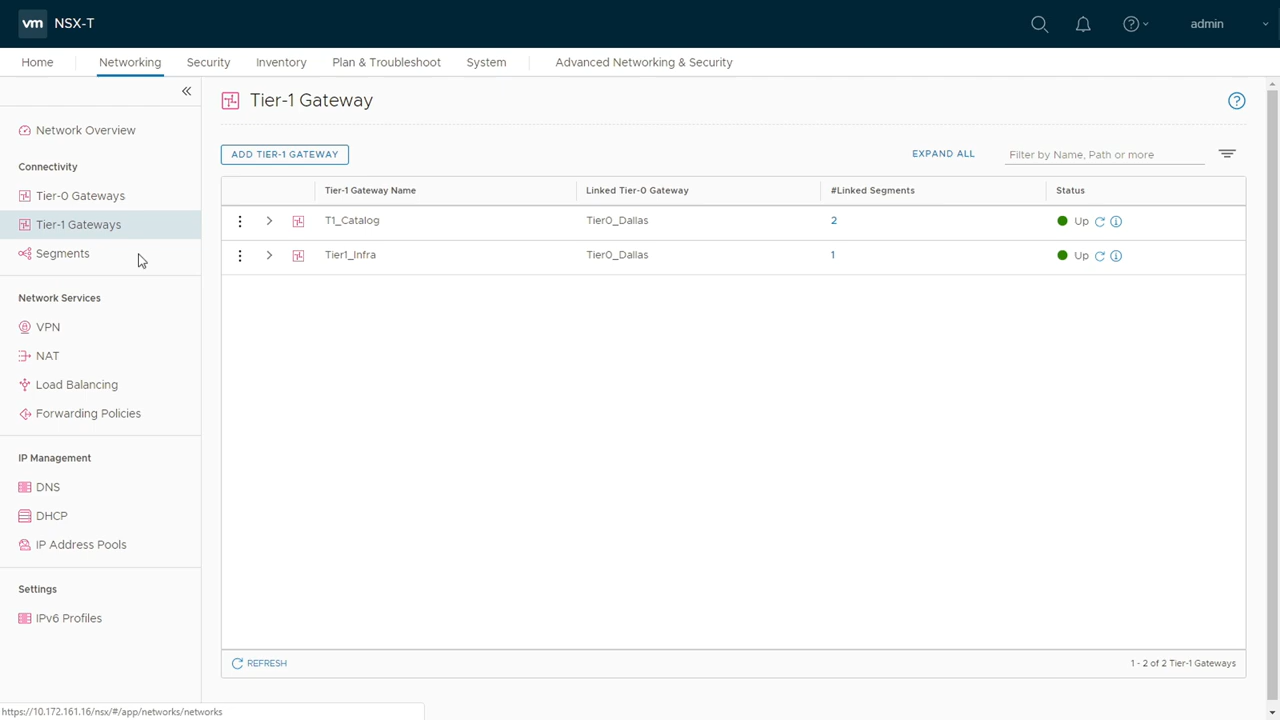 vm NSX-T admin
Home Networking Security Inventory Plan & Troubleshoot System Advanced Networking & Security
Network Overview
Connectivity
Tier-0 Gateways
Tier-1 Gateways
Segments
Network Services
VPN
NAT
Load Balancing
Forwarding Policies
IP Management
DNS
DHCP
IP Address Pools
Settings
IPv6 Profiles
Tier-1 Gateway
ADD TIER-1 GATEWAY EXPAND ALL Filter by Name, Path or more
Tier-1 Gateway Name Linked Tier-0 Gateway #Linked Segments Status
T1_Catalog Tier0_Dallas 2 Up
Tier1_Infra Tier0_Dallas 1 Up
REFRESH 1 - 2 of 2 Tier-1 Gateways
https://10.172.161.16/nsx/#/app/networks/networks